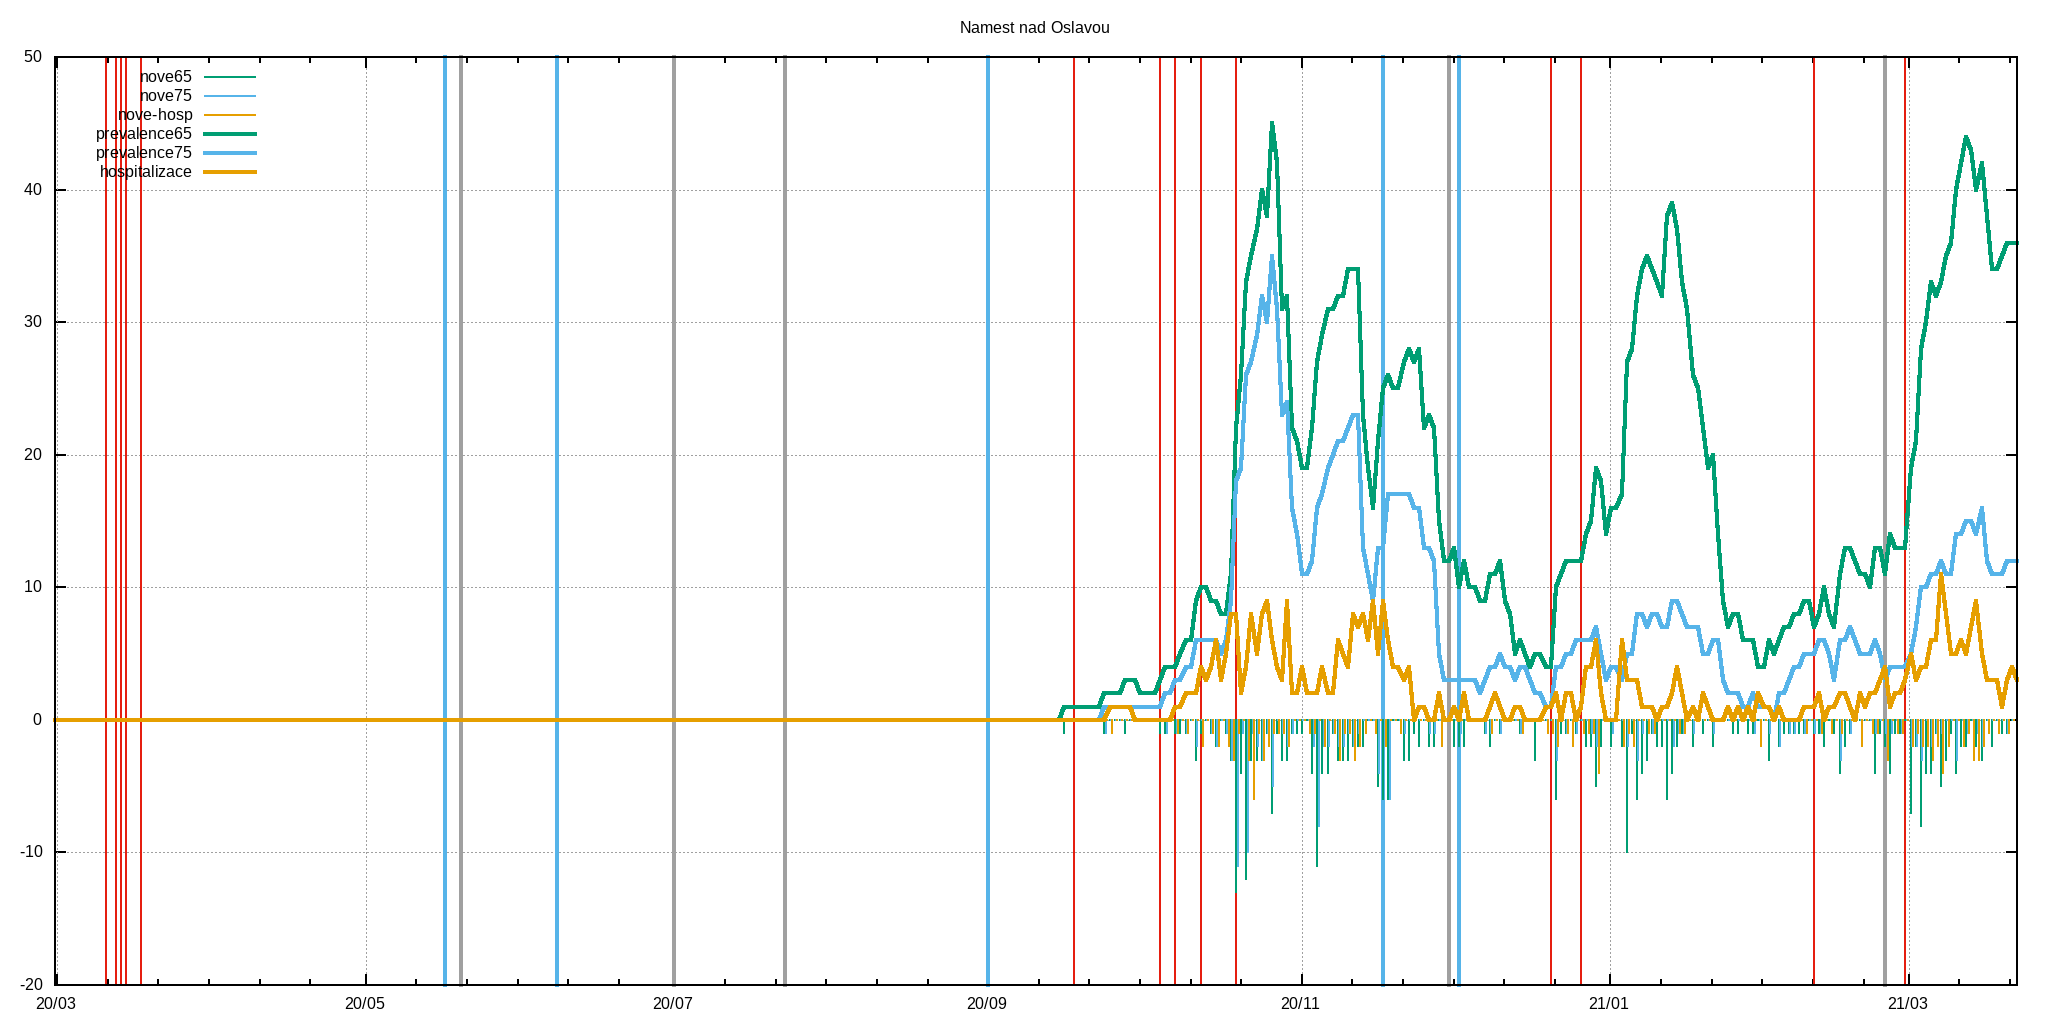 Namest nad Oslavou
50
40
30
20
10
0
-10
-20
nove65
nove75
nove-hosp
prevalence65
prevalence75
hospitalizace
20/03 20/05 20/07 20/09 20/11 21/01 21/03